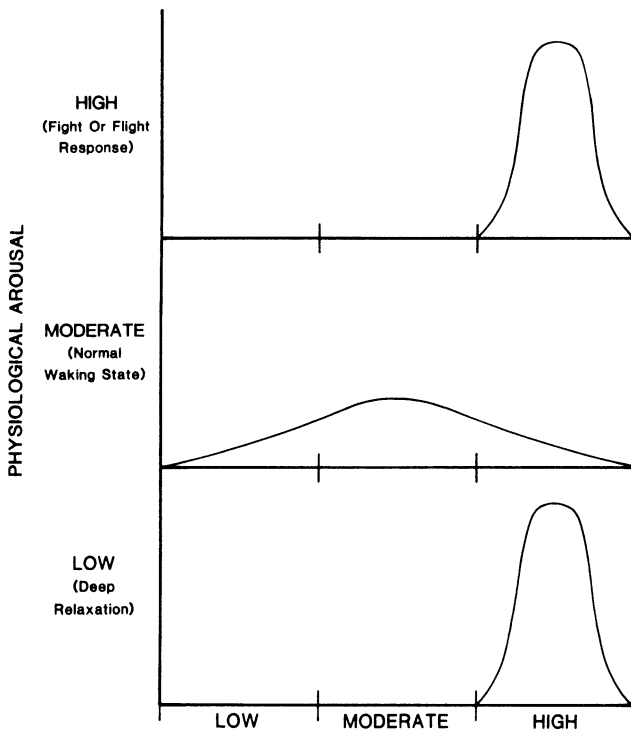 PHYSIOLOGICAL AROUSAL
HIGH
(Fight Or Flight
Response)
MODERATE
(Normal
Waking State)
LOW
(Deep
Relaxation)
LOW MODERATE HIGH